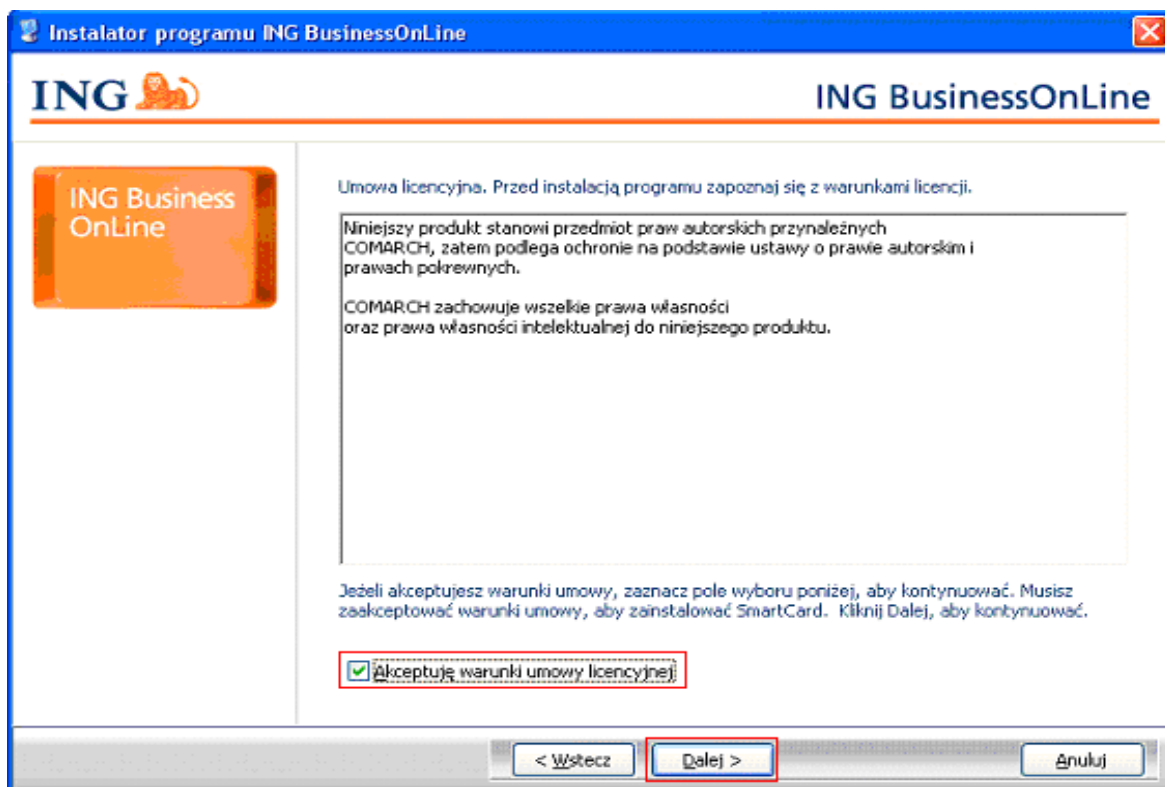 Instalator programu ING BusinessOnLine
ING
ING BusinessOnLine
ING Business
OnLine
Umowa licencyjna. Przed instalacją programu zapoznaj się z warunkami licencji.
Niniejszy produkt stanowi przedmiot praw autorskich przynależnych
COMARCH, zatem podlega ochronie na podstawie ustawy o prawie autorskim i
prawach pokrewnych.
COMARCH zachowuje wszelkie prawa własności
oraz prawa własności intelektualnej do niniejszego produktu.
Jeżeli akceptujesz warunki umowy, zaznacz pole wyboru poniżej, aby kontynuować. Musisz
zaakceptować warunki umowy, aby zainstalować SmartCard. Kliknij Dalej, aby kontynuować.
Akceptuję warunki umowy licencyjnej
< Wstecz
Dalej >
Anuluj